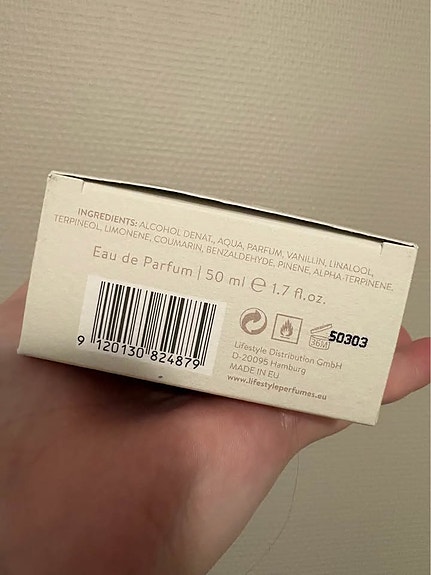 INGREDIENTS: ALCOHOL DENAT., AQUA, PARFUM, VANILLIN, LINALOOL,
TERPINEOL, LIMONENE, COUMARIN, BENZALDEHYDE, PINENE, ALPHA-TERPINENE.
Eau de Parfum | 50 ml ℮ 1.7 fl.oz.
9 120130 824879
36M
50303
Lifestyle Distribution GmbH
D-20095 Hamburg
MADE IN EU
www.lifestyleperfumes.eu